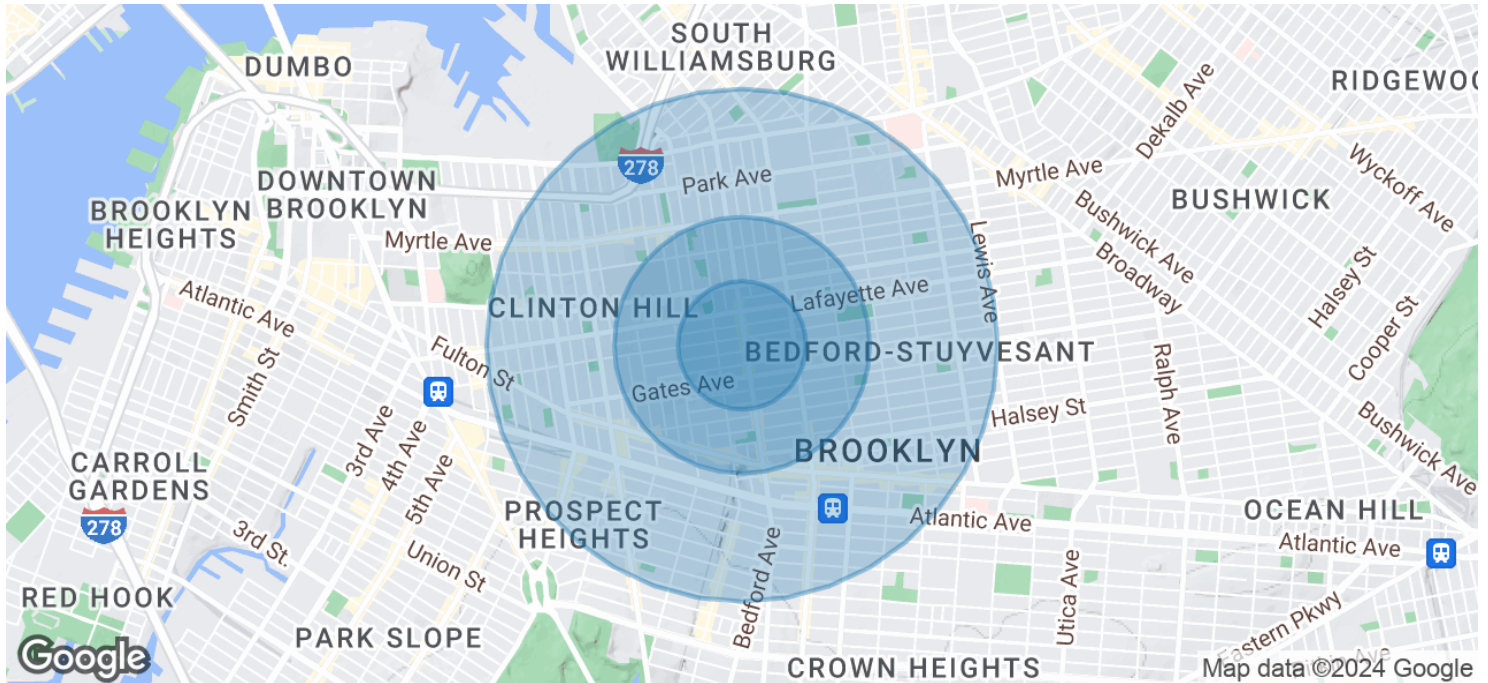 SOUTH
WILLIAMSBURG
DUMBO
RIDGEWOO
Dekalb Ave
278
Park Ave
Myrtle Ave
Wyckoff Ave
DOWNTOWN
BROOKLYN
BROOKLYN
HEIGHTS
BUSHWICK
Bushwick Ave
Myrtle Ave
Lewis Ave
Broadway
Halsey St
Atlantic Ave
CLINTON HILL
Lafayette Ave
Cooper St
Fulton St
BEDFORD-STUYVESANT
Smith St
Gates Ave
Ralph Ave
Halsey St
3rd Ave
4th Ave
5th Ave
BROOKLYN
Bushwick Ave
CARROLL
GARDENS
278
PROSPECT
HEIGHTS
Atlantic Ave
OCEAN HILL
Atlantic Ave
3rd St.
Union St
Bedford Ave
Utica Ave
RED HOOK
PARK SLOPE
Eastern Pkwy
Google
CROWN HEIGHTS
Map data ©2024 Google